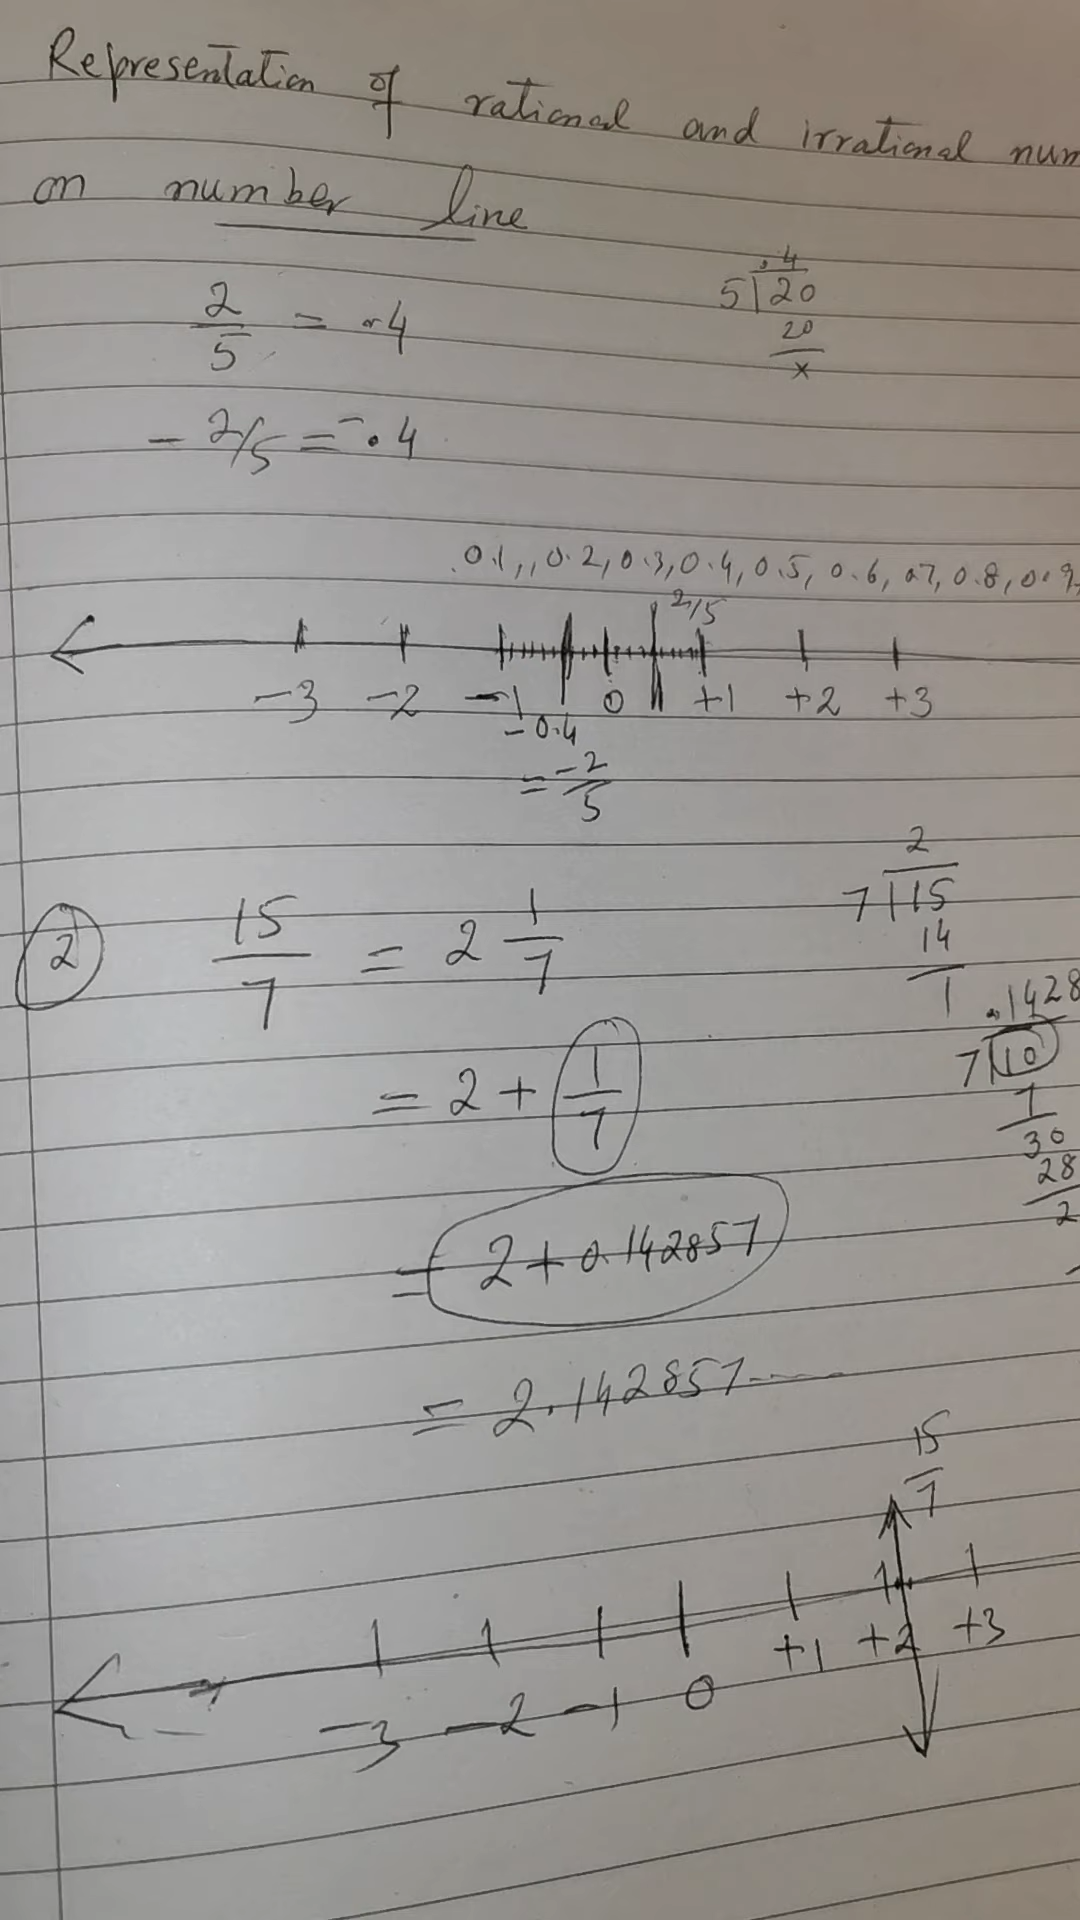 Representation of rational and irrational num
on number line
2/5 = .4
5 20 .4
20
x
- 2/5 = -.4
0.1,, 0.2, 0.3, 0.4, 0.5, 0.6, 0.7, 0.8, 0.9,
2/5
-3 -2 -1 0 +1 +2 +3
-0.4
= -2/5
2 15/7 = 2 1/7
2
7 15
14
1
.1428
7 10
7
30
28
2
= 2 + 1/7
= 2 + 0.142857
= 2.142857......
15/7
-3 -2 -1 0 +1 +2 +3